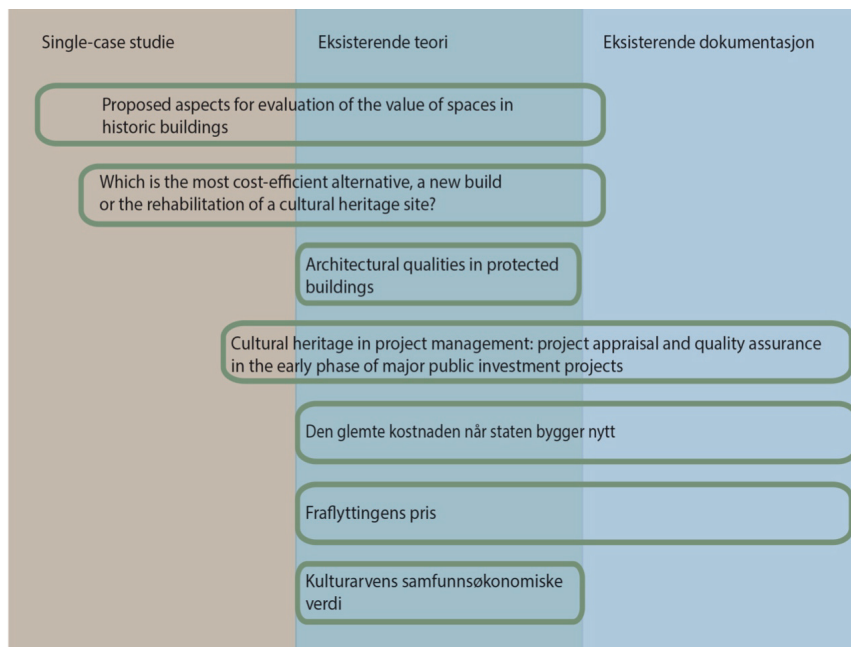 Single-case studie
Eksisterende teori
Eksisterende dokumentasjon
Proposed aspects for evaluation of the value of spaces in
historic buildings
Which is the most cost-efficient alternative, a new build
or the rehabilitation of a cultural heritage site?
Architectural qualities in protected
buildings
Cultural heritage in project management: project appraisal and quality assurance
in the early phase of major public investment projects
Den glemte kostnaden når staten bygger nytt
Fraflyttingens pris
Kulturarvens samfunnsøkonomiske
verdi